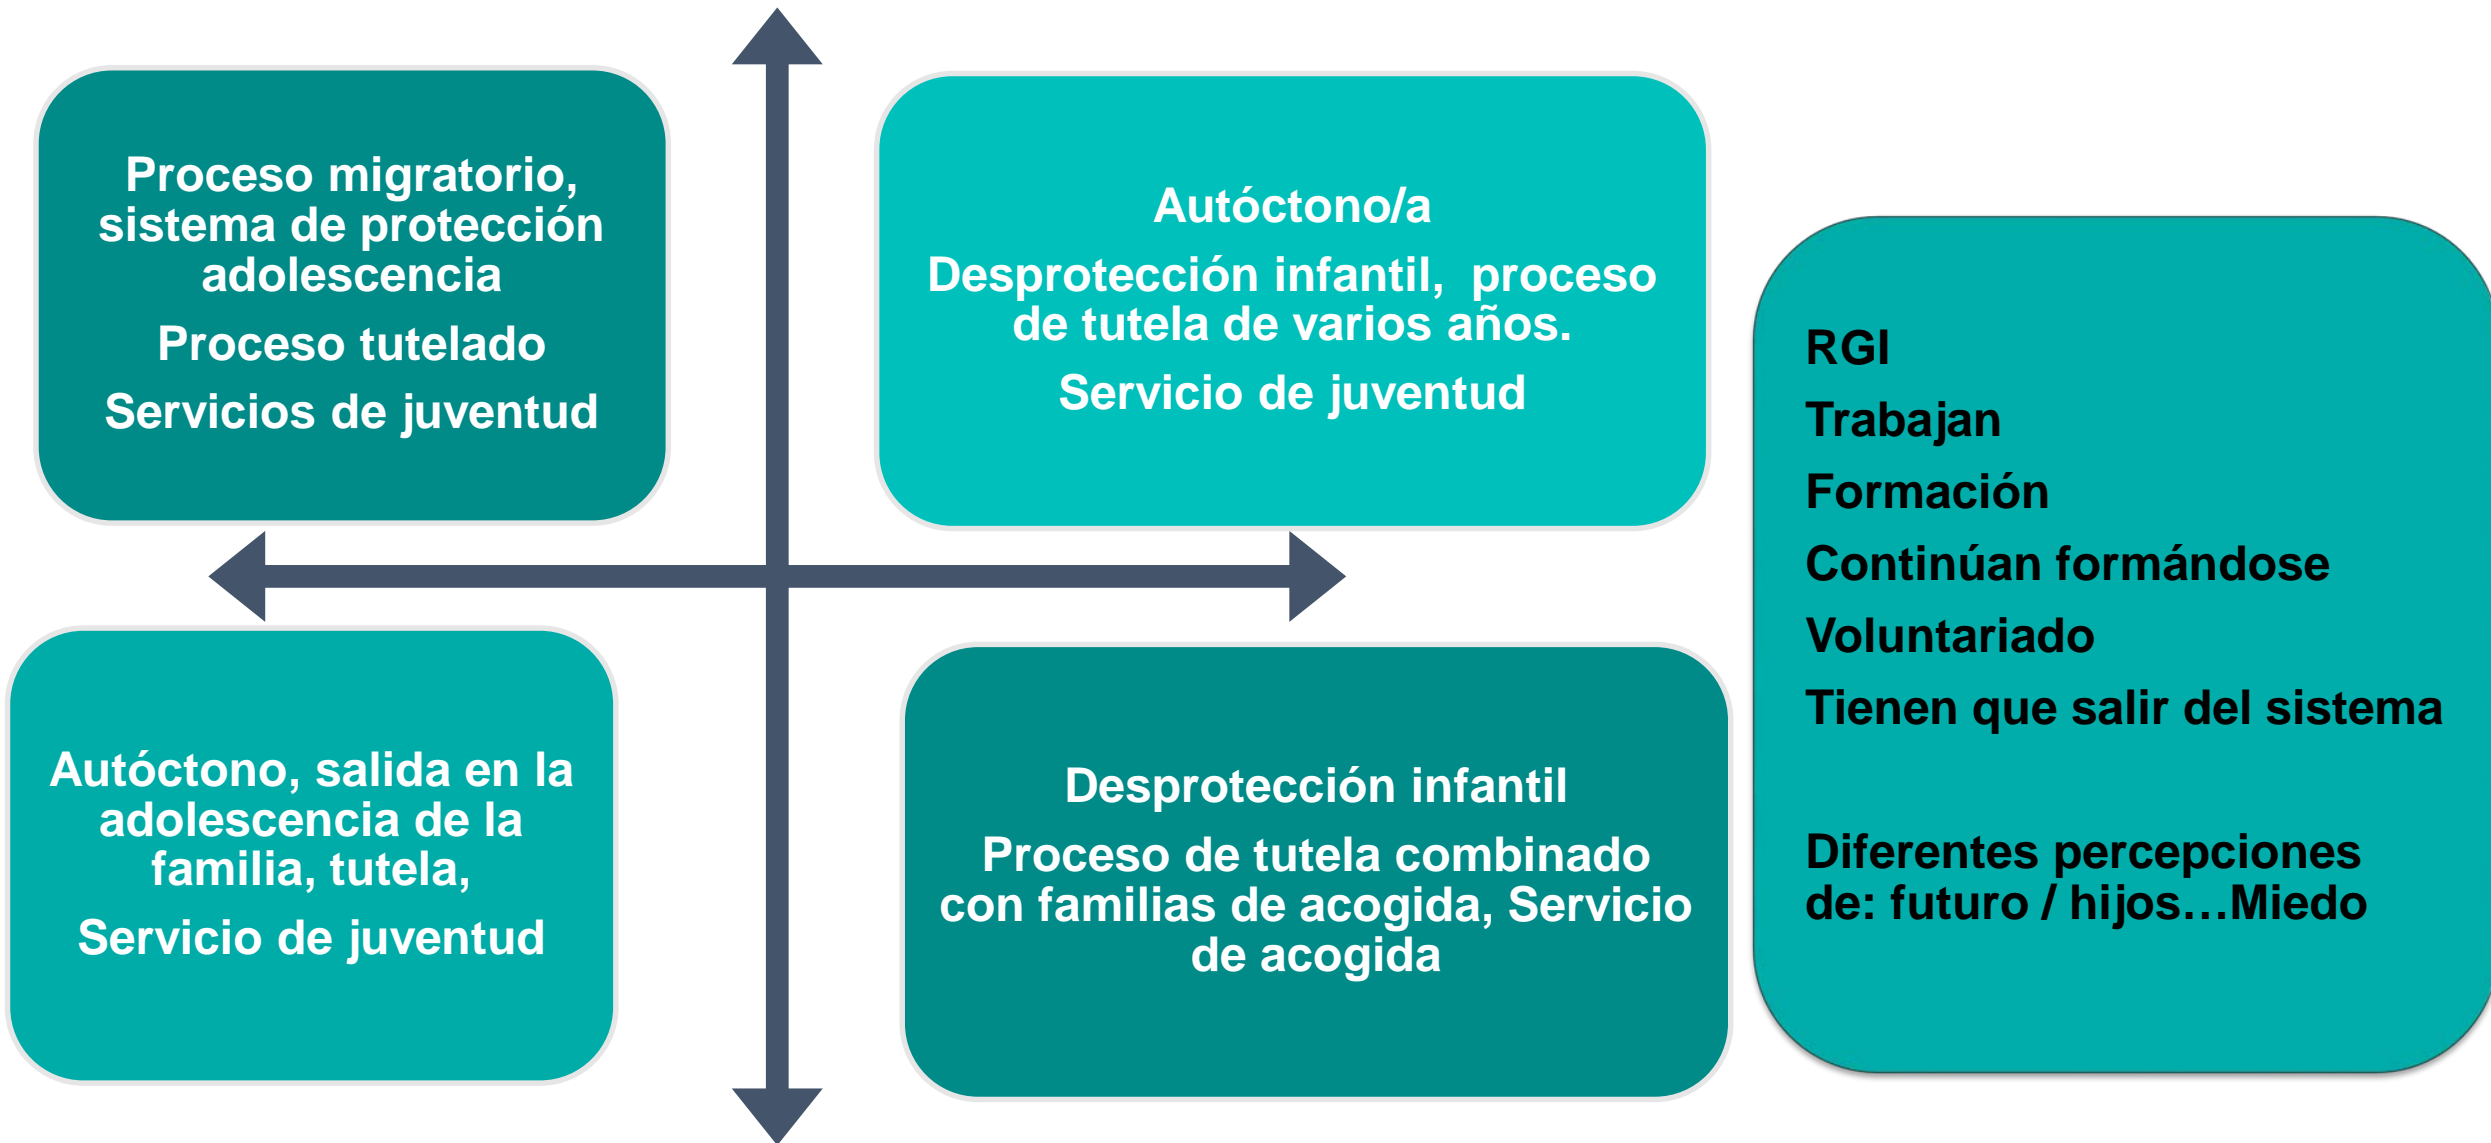 Proceso migratorio,
sistema de protección
adolescencia
Proceso tutelado
Servicios de juventud
Autóctono/a
Desprotección infantil,  proceso
de tutela de varios años.
Servicio de juventud
Autóctono, salida en la
adolescencia de la
familia, tutela,
Servicio de juventud
Desprotección infantil
Proceso de tutela combinado
con familias de acogida, Servicio
de acogida
RGI
Trabajan
Formación
Continúan formándose
Voluntariado
Tienen que salir del sistema
Diferentes percepciones
de: futuro / hijos…Miedo